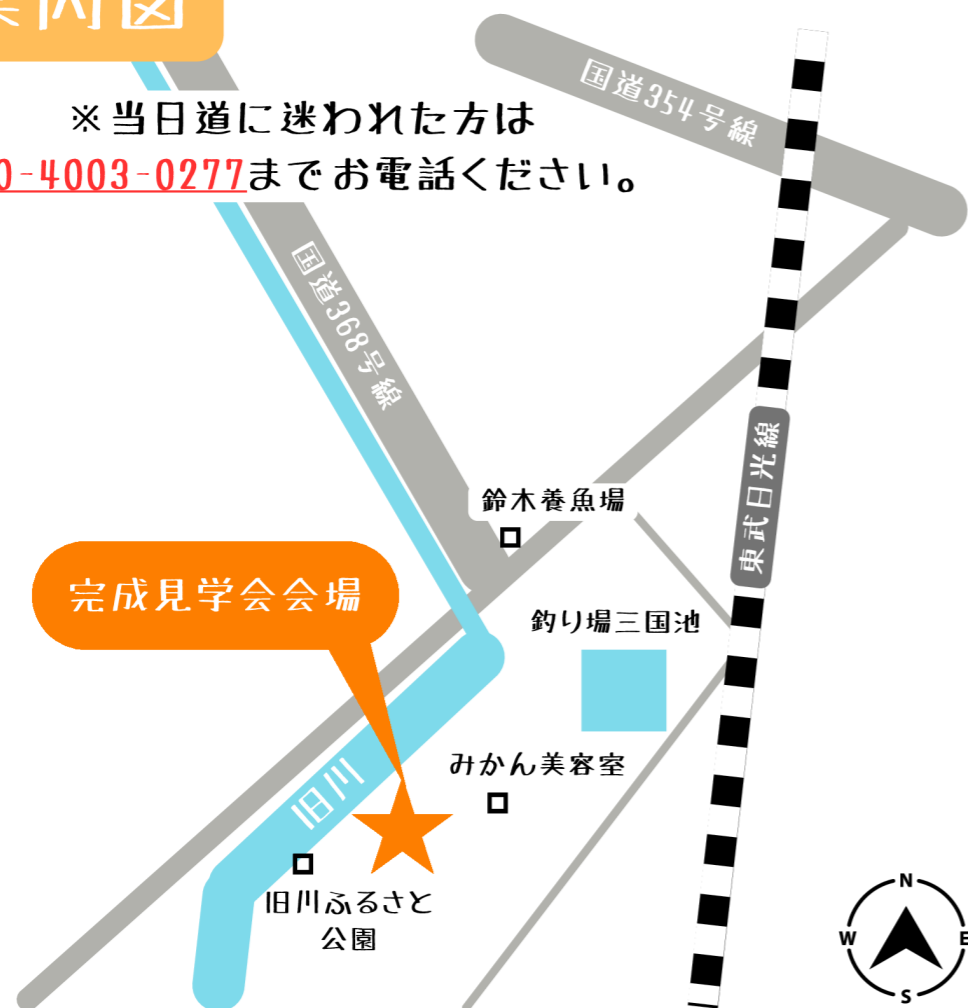 案内図
※当日道に迷われた方は
0-4003-0277までお電話ください。
国道354号線
国道368号線
東武日光線
鈴木養魚場
完成見学会会場
釣り場三国池
みかん美容室
旧川
旧川ふるさと
公園
N
W
E
S